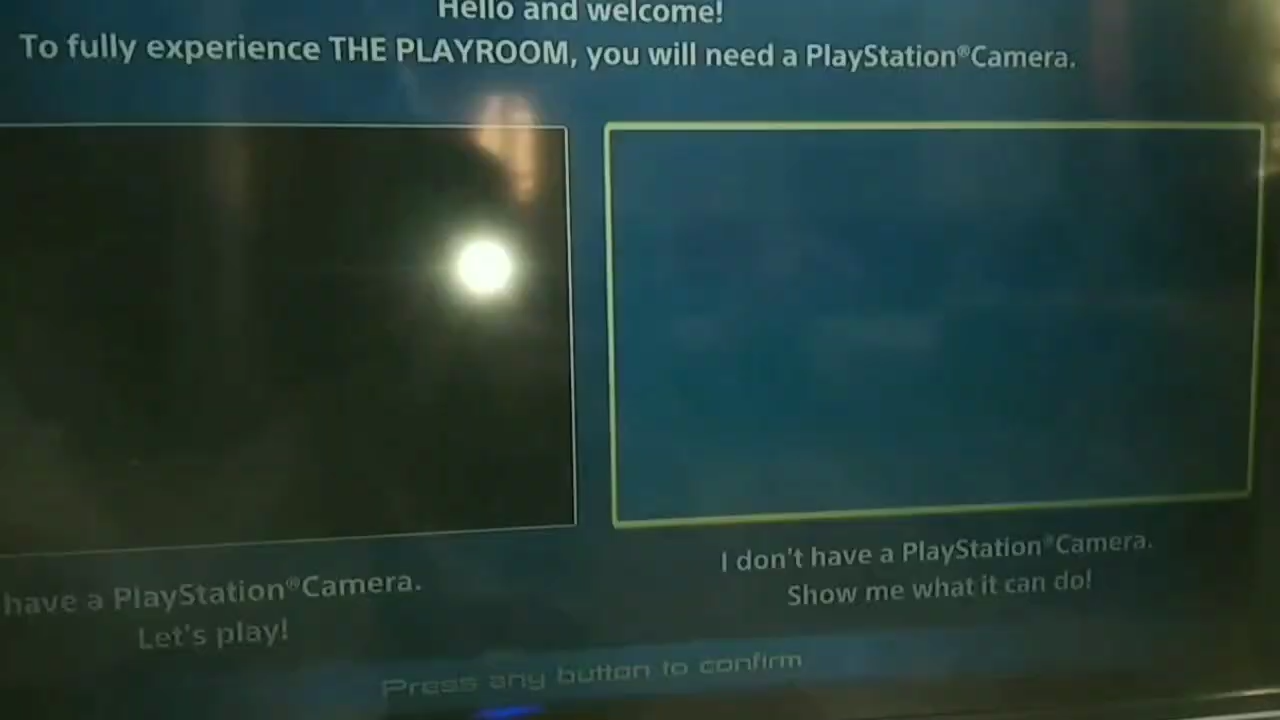 Hello and welcome!
To fully experience THE PLAYROOM, you will need a PlayStation®Camera.
have a PlayStation®Camera.
Let's play!
I don't have a PlayStation®Camera.
Show me what it can do!
Press any button to confirm